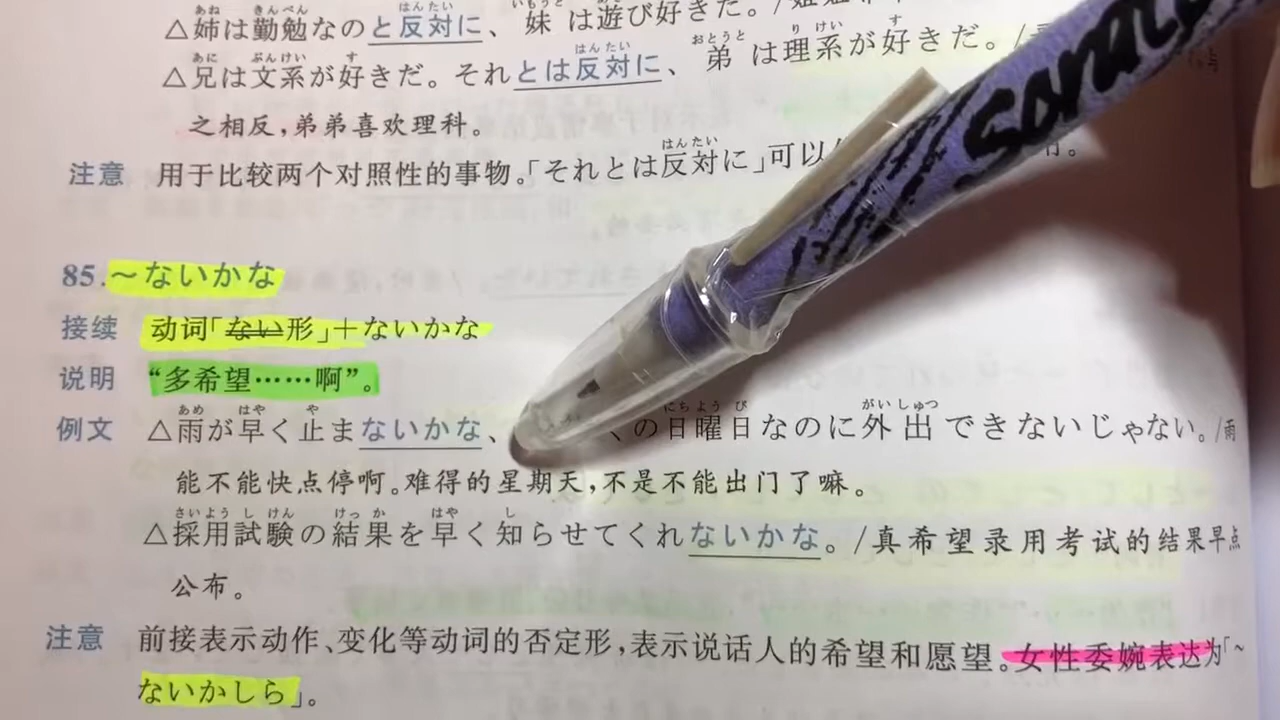 △姉は勤勉なのと反対に、妹は遊び好きだ。/
△兄は文系が好きだ。それとは反対に、弟は理系が好きだ。/
之相反,弟弟喜欢理科。
注意 用于比较两个对照性的事物。「それとは反対に」可以
85.～ないかな
接续 动词「ない形」＋ないかな
说明 “多希望……啊”。
例文 △雨が早く止まないかな、の日曜日なのに外出できないじゃない。/雨
能不能快点停啊。难得的星期天,不是不能出门了嘛。
△採用試験の結果を早く知らせてくれないかな。/真希望录用考试的结果早点
公布。
注意 前接表示动作、变化等动词的否定形,表示说话人的希望和愿望。女性委婉表达为「～
ないかしら」。